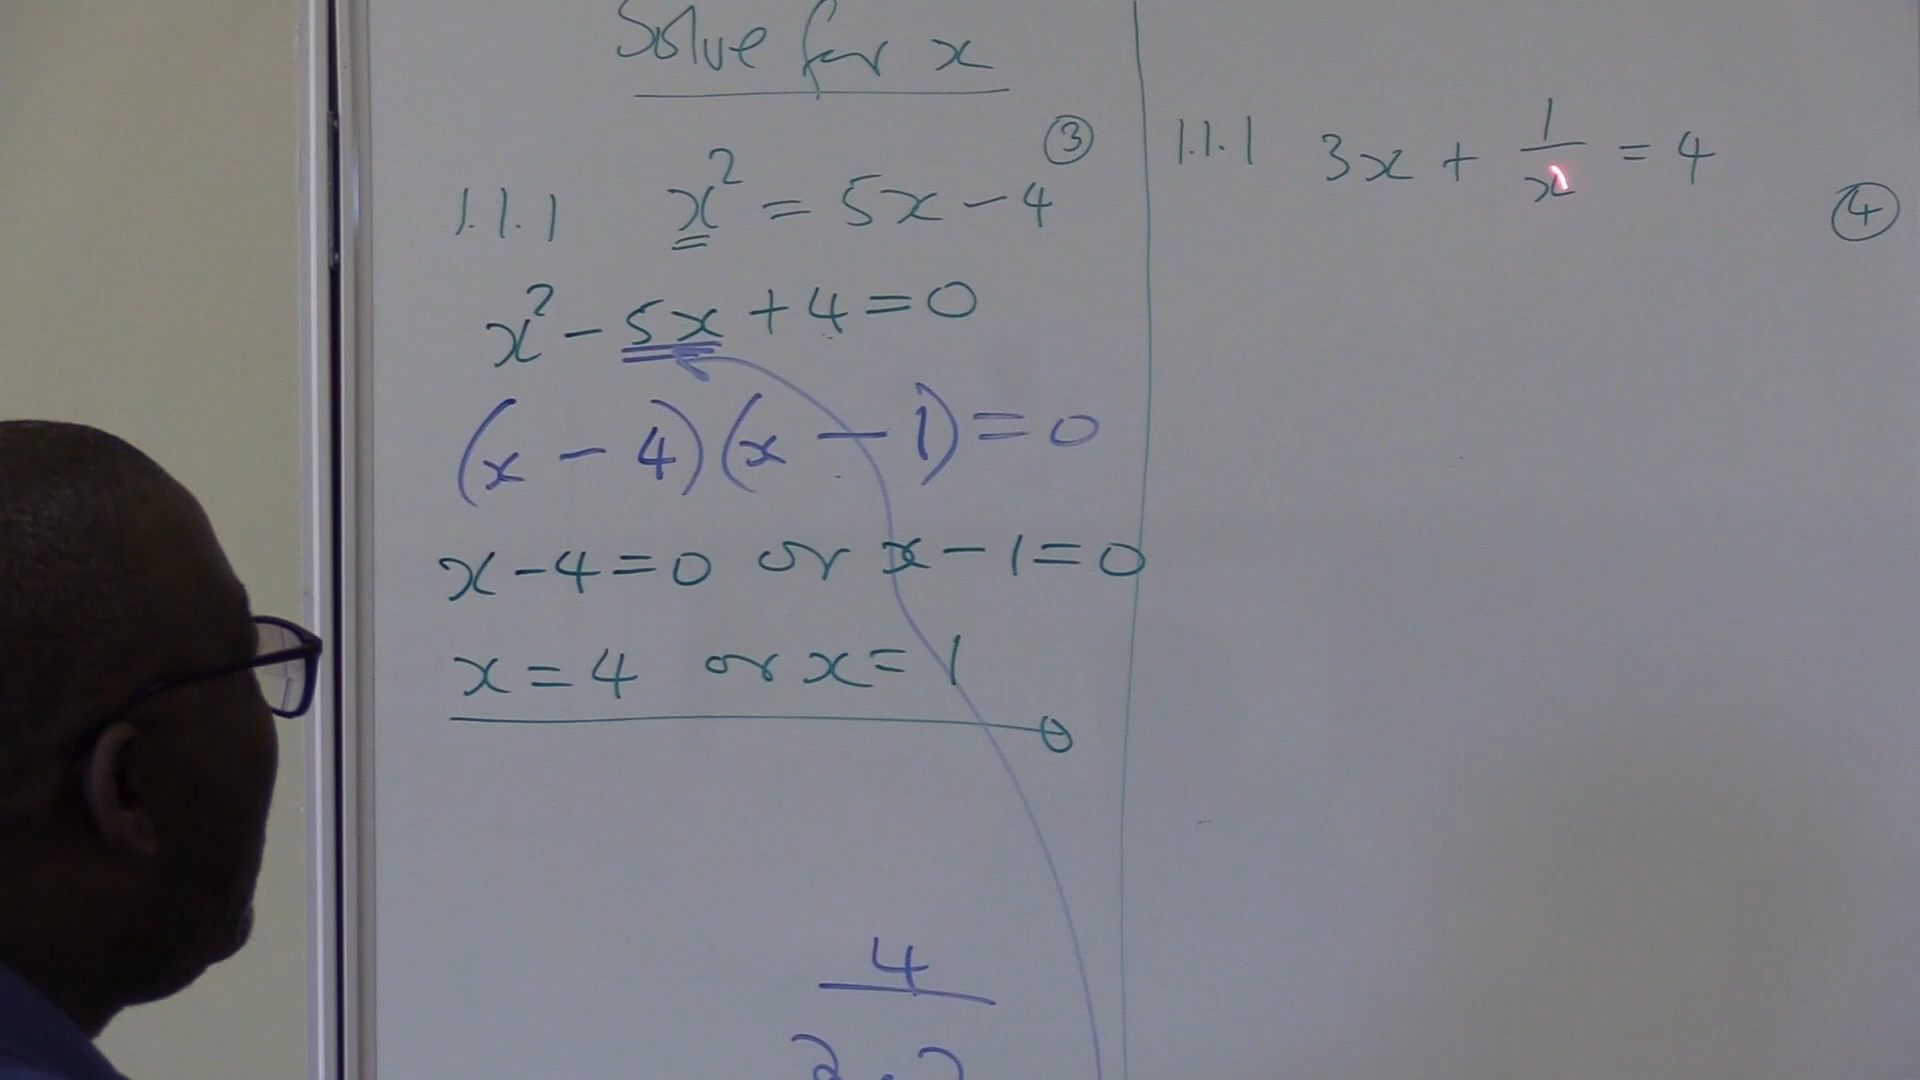 Solve for x
③
1.1.1 x² = 5x - 4
x² - 5x + 4 = 0
(x - 4)(x - 1) = 0
x - 4 = 0 or x - 1 = 0
x = 4 or x = 1
4
1.1.1 3x + 1/x = 4
④